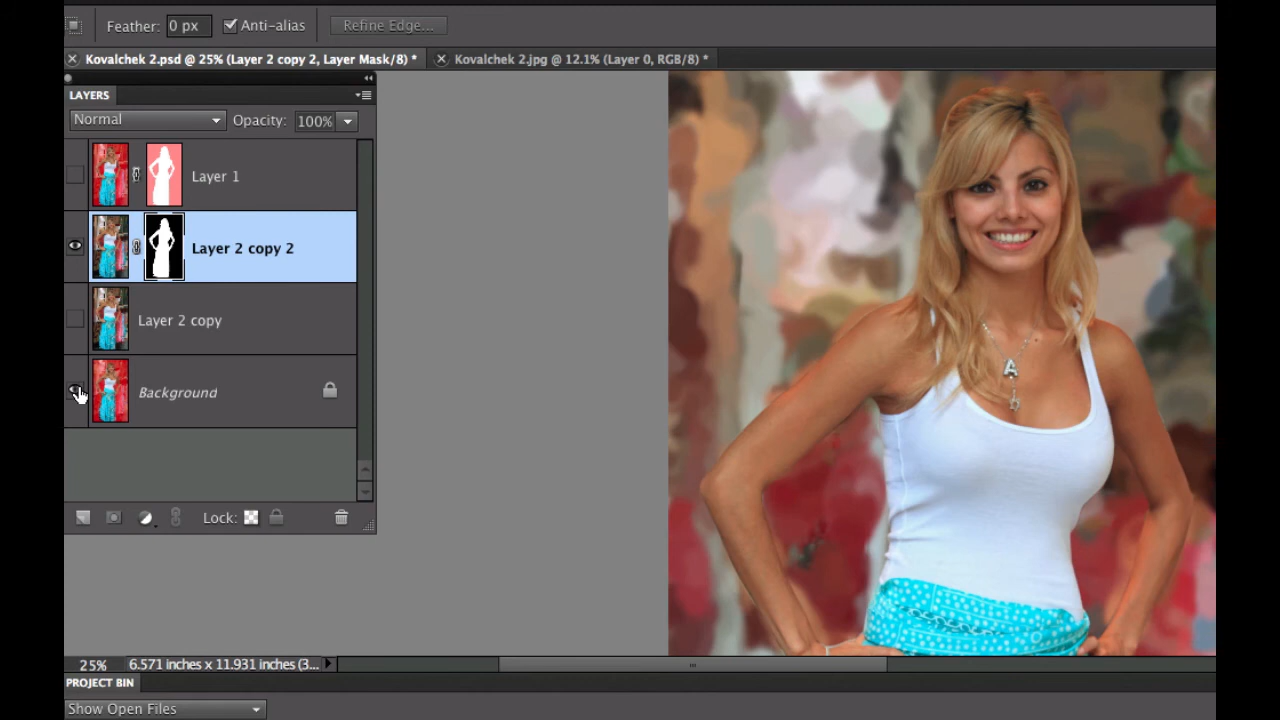 Feather: 0 px Anti-alias Refine Edge...
Kovalchek 2.psd @ 25% (Layer 2 copy 2, Layer Mask/8) * Kovalchek 2.jpg @ 12.1% (Layer 0, RGB/8) *
LAYERS
Normal Opacity: 100%
Layer 1
Layer 2 copy 2
Layer 2 copy
Background
Lock:
A
25% 6.571 inches x 11.931 inches (3...
PROJECT BIN
Show Open Files